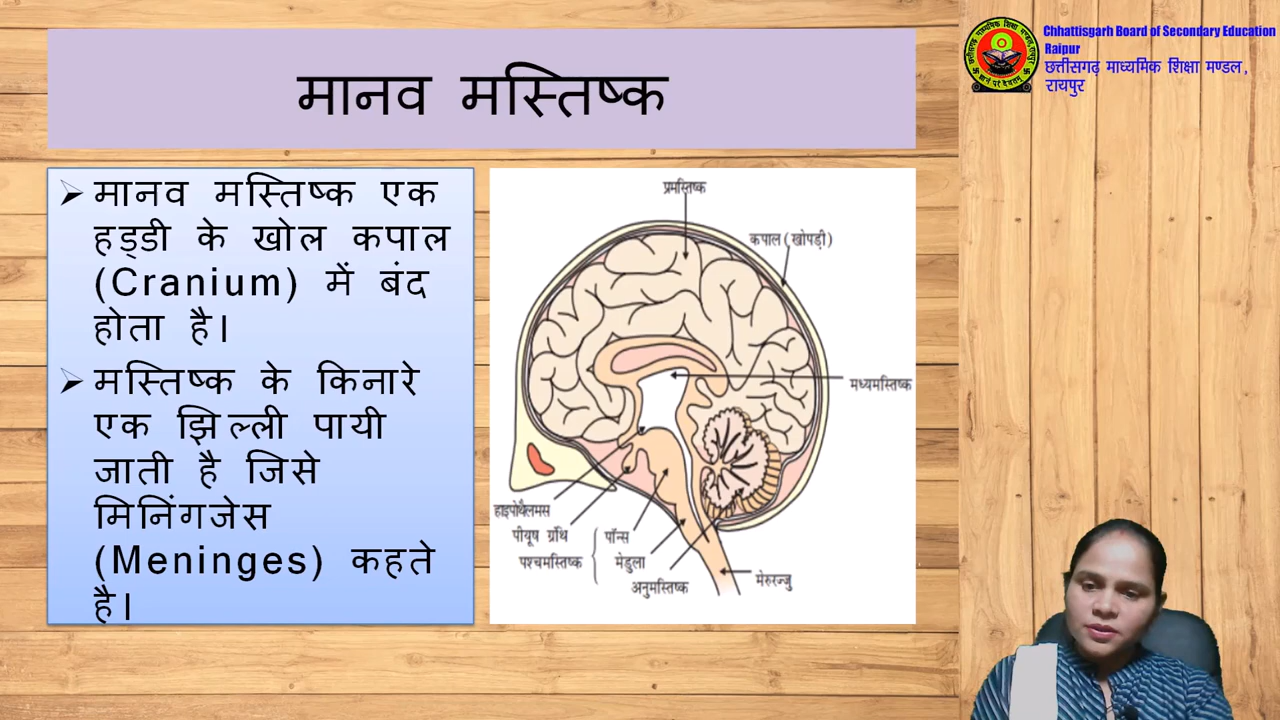 Chhattisgarh Board of Secondary Education
Raipur
छत्तीसगढ़ माध्यमिक शिक्षा मण्डल,
रायपुर
मानव मस्तिष्क
मानव मस्तिष्क एक
हड्डी के खोल कपाल
(Cranium) में बंद
होता है।
मस्तिष्क के किनारे
एक झिल्ली पायी
जाती है जिसे
मिनिंगजेस
(Meninges) कहते
है।
प्रमस्तिष्क
कपाल (खोपड़ी)
मध्यमस्तिष्क
हाइपोथैलमस
पीयूष ग्रंथि
पॉन्स
पश्चमस्तिष्क
मेडुला
अनुमस्तिष्क
मेरुरज्जु